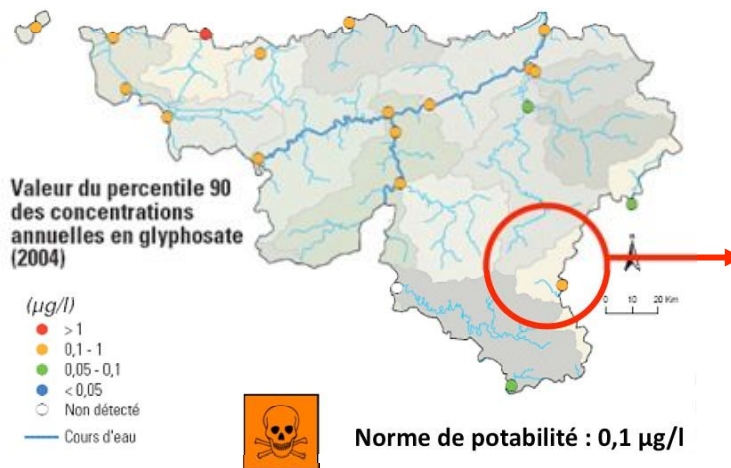 Valeur du percentile 90
des concentrations
annuelles en glyphosate
(2004)
(µg/l)
> 1
0,1 - 1
0,05 - 0,1
< 0,05
Non détecté
Cours d'eau
N
0 10 20 Km
Norme de potabilité : 0,1 µg/l